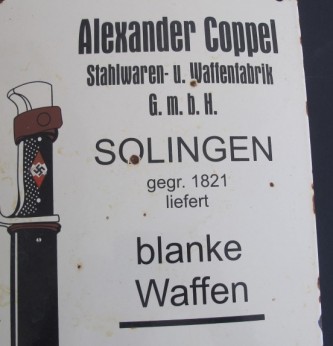 Alexander Coppel
Stahlwaren- u. Waffenfabrik
G. m. b. H.
SOLINGEN
gegr. 1821
liefert
blanke
Waffen